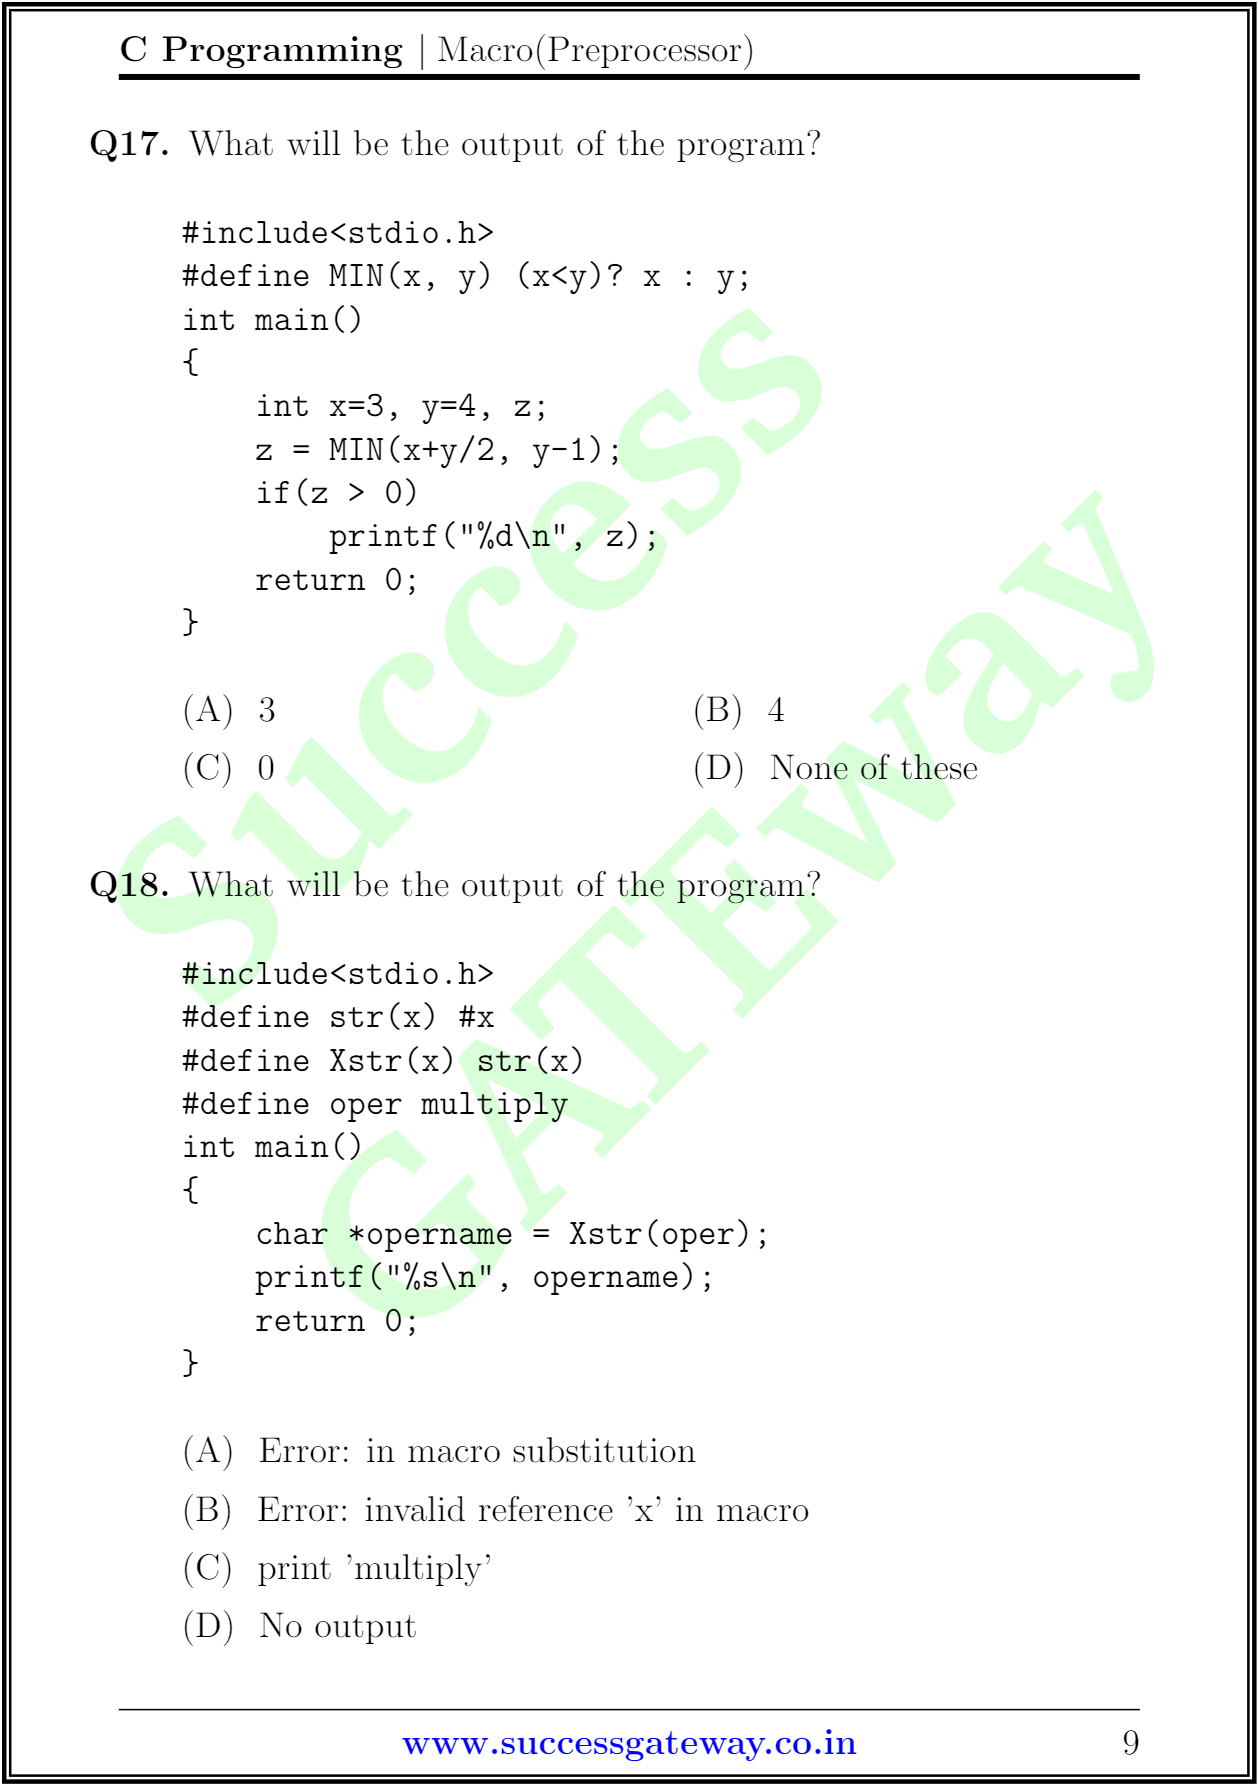 C Programming | Macro(Preprocessor)
Q17. What will be the output of the program?
#include<stdio.h>
#define MIN(x, y) (x<y)? x : y;
int main()
{
    int x=3, y=4, z;
    z = MIN(x+y/2, y-1);
    if(z > 0)
        printf("%d\n", z);
    return 0;
}
(A) 3 (B) 4
(C) 0 (D) None of these
Q18. What will be the output of the program?
#include<stdio.h>
#define str(x) #x
#define Xstr(x) str(x)
#define oper multiply
int main()
{
    char *opername = Xstr(oper);
    printf("%s\n", opername);
    return 0;
}
(A) Error: in macro substitution
(B) Error: invalid reference ’x’ in macro
(C) print ’multiply’
(D) No output
www.successgateway.co.in 9
Success
GATEway